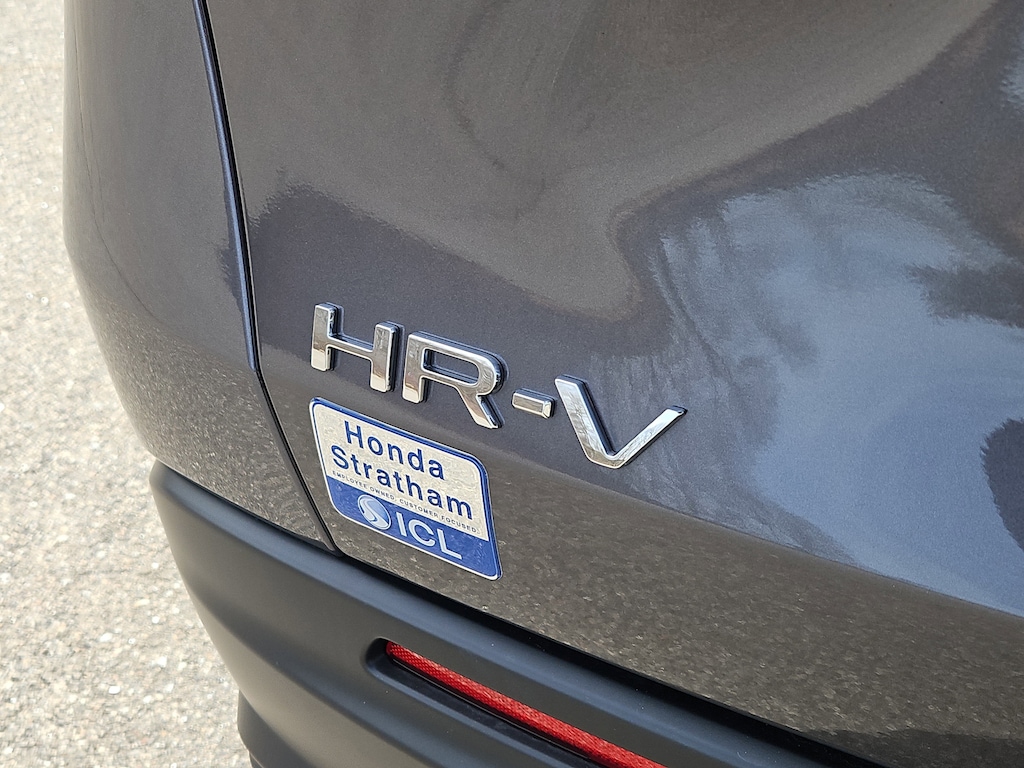 HR-V
Honda
Stratham
EMPLOYEE OWNED. CUSTOMER FOCUSED.
ICL